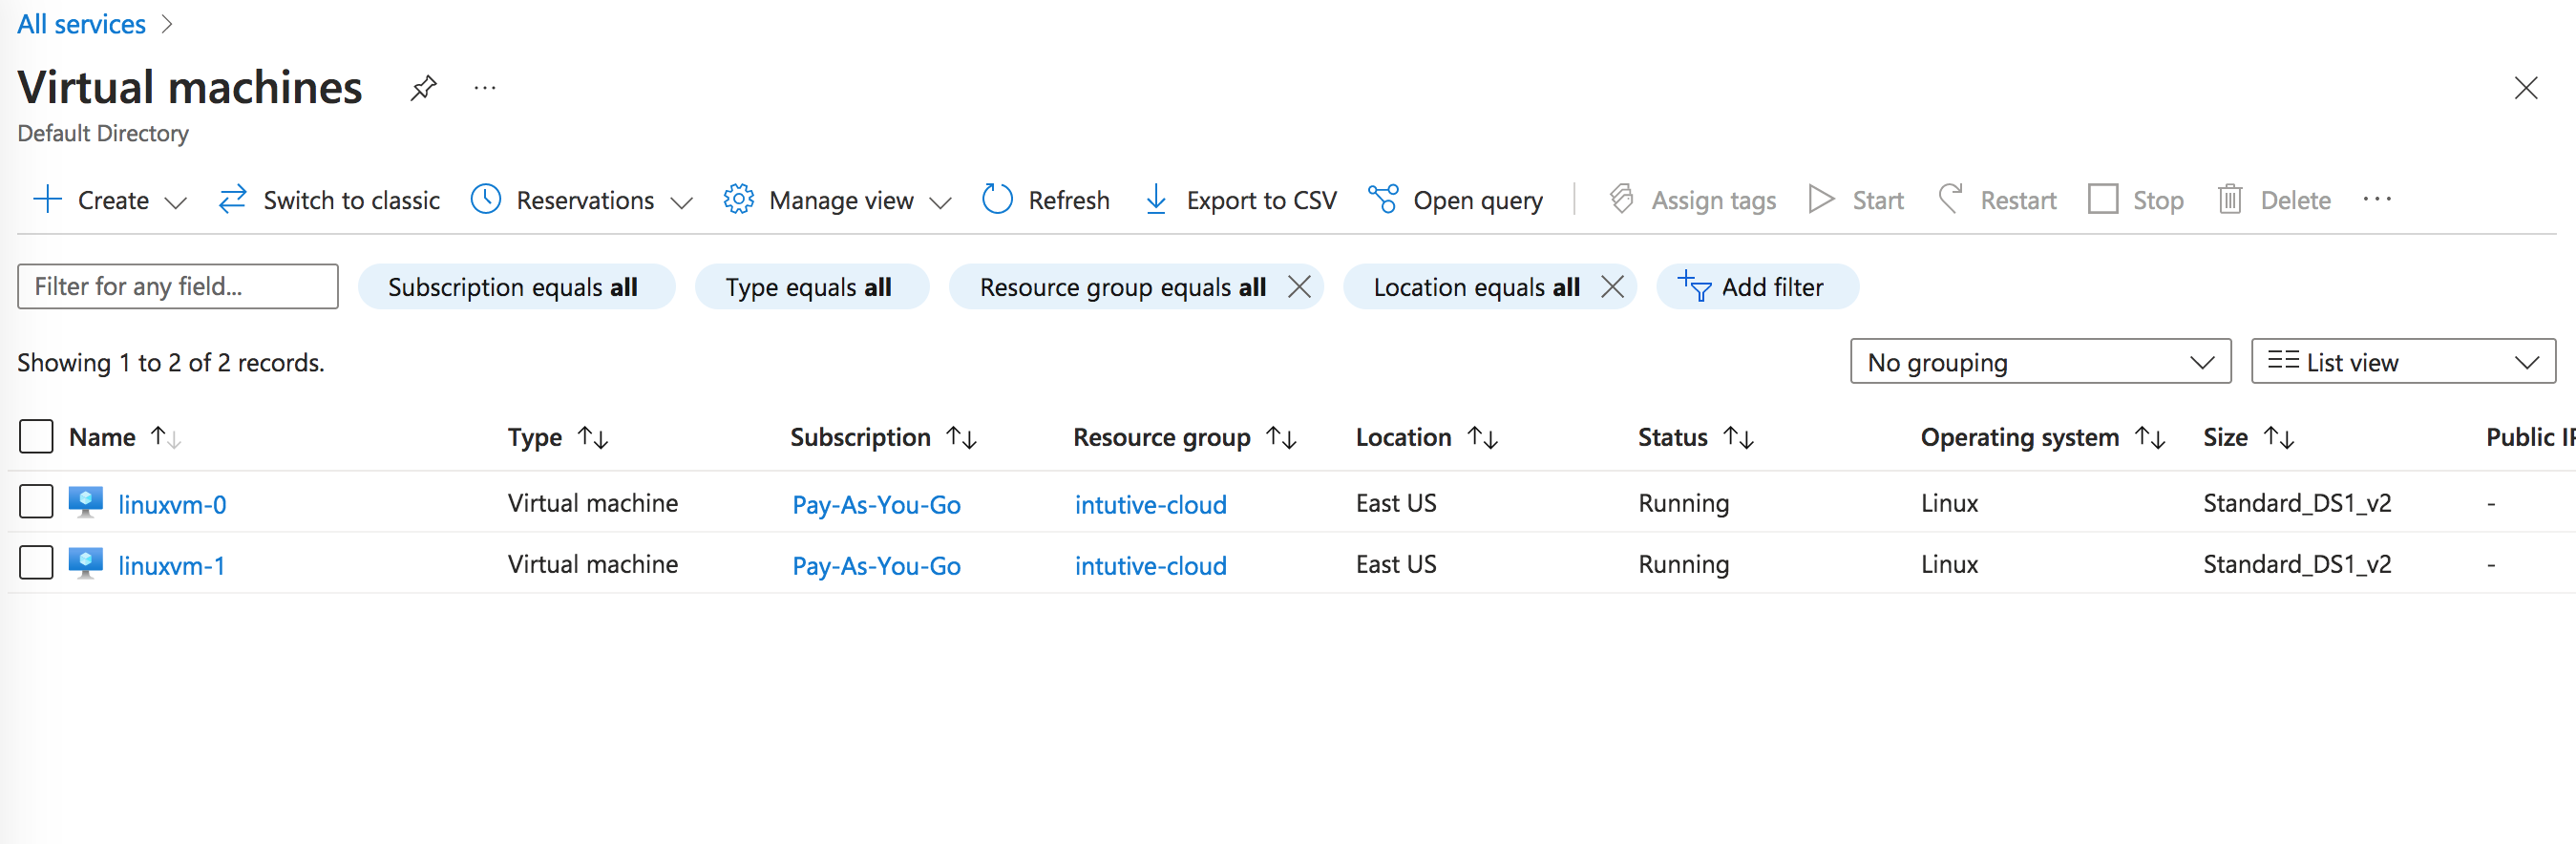 All services
Virtual machines
Default Directory
Create Switch to classic Reservations Manage view Refresh Export to CSV Open query Assign tags Start Restart Stop Delete
Filter for any field... Subscription equals all Type equals all Resource group equals all Location equals all Add filter
Showing 1 to 2 of 2 records. No grouping List view
Name Type Subscription Resource group Location Status Operating system Size Public IP
linuxvm-0 Virtual machine Pay-As-You-Go intutive-cloud East US Running Linux Standard_DS1_v2 -
linuxvm-1 Virtual machine Pay-As-You-Go intutive-cloud East US Running Linux Standard_DS1_v2 -